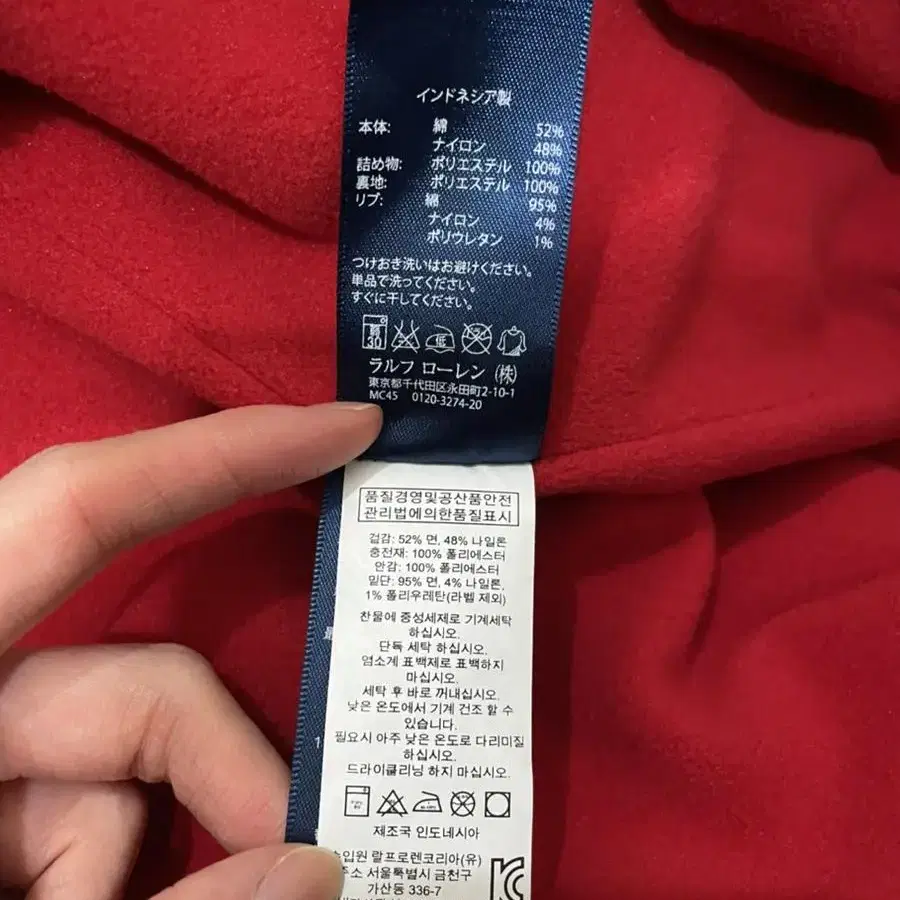 インドネシア製
本体: 綿 52%
ナイロン 48%
詰め物: ポリエステル 100%
裏地: ポリエステル 100%
リブ: 綿 95%
ナイロン 4%
ポリウレタン 1%
つけおき洗いはお避けください。
単品で洗ってください。
すぐに干してください。
弱
30
低
ラルフ ローレン (株)
東京都千代田区永田町2-10-1
MC45 0120-3274-20
품질경영및공산품안전
관리법에의한품질표시
겉감: 52% 면, 48% 나일론
충전재: 100% 폴리에스터
안감: 100% 폴리에스터
밑단: 95% 면, 4% 나일론,
1% 폴리우레탄(라벨 제외)
찬물에 중성세제로 기계세탁
하십시오.
단독 세탁 하십시오.
염소계 표백제로 표백하지
마십시오.
세탁 후 바로 꺼내십시오.
낮은 온도에서 기계 건조 할 수
있습니다.
필요시 아주 낮은 온도로 다리미질
하십시오.
드라이클리닝 하지 마십시오.
제조국 인도네시아
랄프로렌코리아(유)
서울특별시 금천구
가산동 336-7